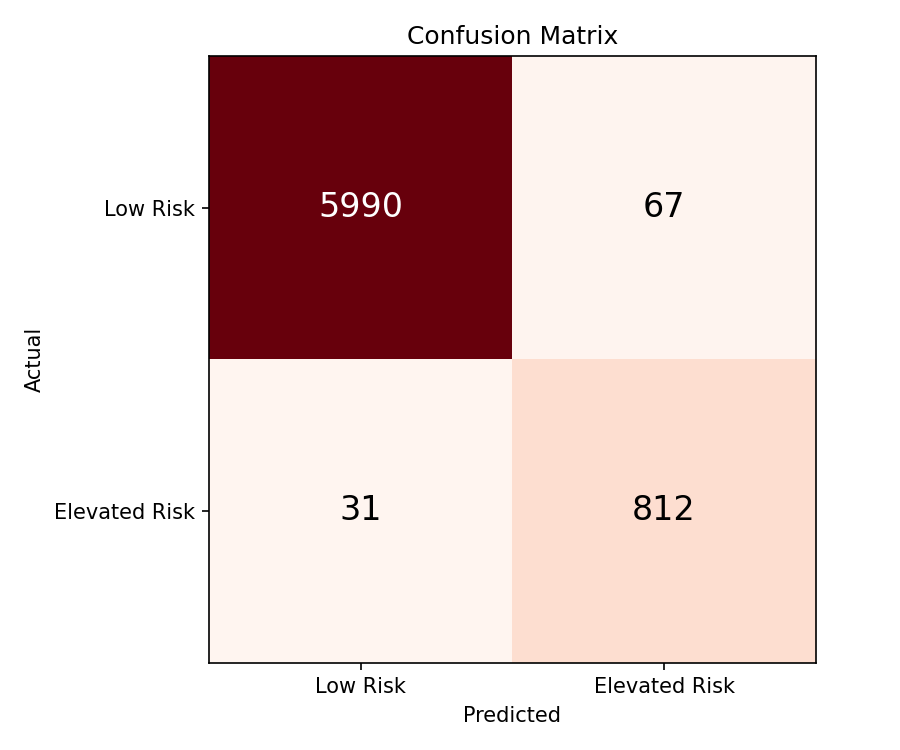 Confusion Matrix
Actual
Low Risk
5990
67
Elevated Risk
31
812
Low Risk
Elevated Risk
Predicted